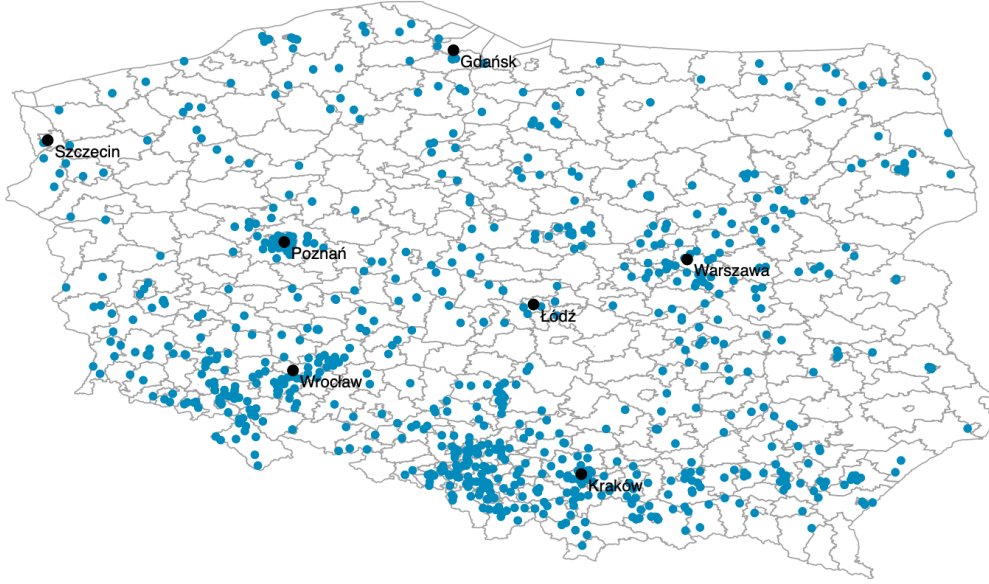 Gdańsk
Szczecin
Poznań
Warszawa
Łódź
Wrocław
Kraków